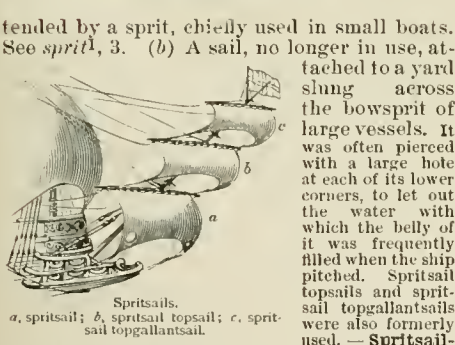 tended by a sprit, chiefly used in small boats.
See sprit¹, 3. (b) A sail, no longer in use, at-
tached to a yard
slung across
the bowsprit of
large vessels. It
was often pierced
with a large hole
at each of its lower
corners, to let out
the water with
which the belly of
it was frequently
filled when the ship
pitched. Spritsail
topsails and sprit-
sail topgallantsails
were also formerly
used. — Spritsail-
c
b
a
Spritsails.
a, spritsail; b, spritsail topsail; c, sprit-
sail topgallantsail.